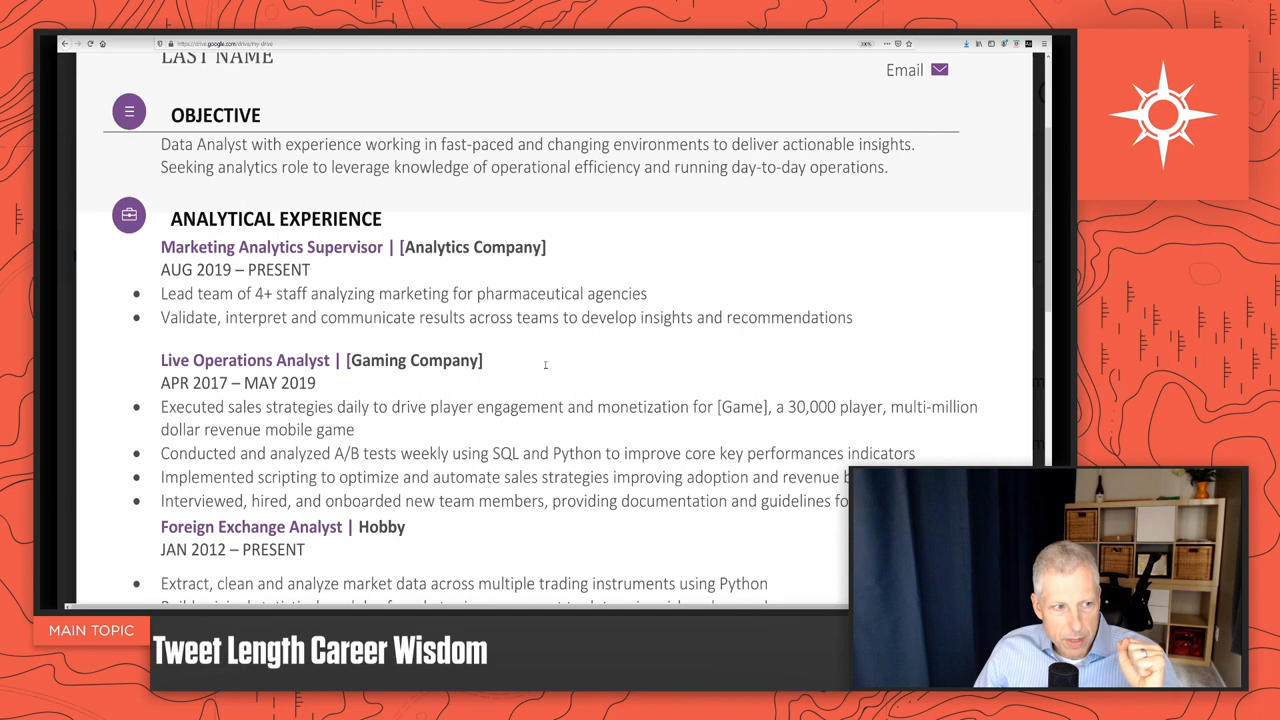 https://drive.google.com/drive/my-drive
200%
LAST NAME
Email
OBJECTIVE
Data Analyst with experience working in fast-paced and changing environments to deliver actionable insights.
Seeking analytics role to leverage knowledge of operational efficiency and running day-to-day operations.
ANALYTICAL EXPERIENCE
Marketing Analytics Supervisor | [Analytics Company]
AUG 2019 – PRESENT
• Lead team of 4+ staff analyzing marketing for pharmaceutical agencies
• Validate, interpret and communicate results across teams to develop insights and recommendations
Live Operations Analyst | [Gaming Company]
APR 2017 – MAY 2019
• Executed sales strategies daily to drive player engagement and monetization for [Game], a 30,000 player, multi-million
dollar revenue mobile game
• Conducted and analyzed A/B tests weekly using SQL and Python to improve core key performances indicators
• Implemented scripting to optimize and automate sales strategies improving adoption and revenue
• Interviewed, hired, and onboarded new team members, providing documentation and guidelines
Foreign Exchange Analyst | Hobby
JAN 2012 – PRESENT
• Extract, clean and analyze market data across multiple trading instruments using Python
MAIN TOPIC
Tweet Length Career Wisdom